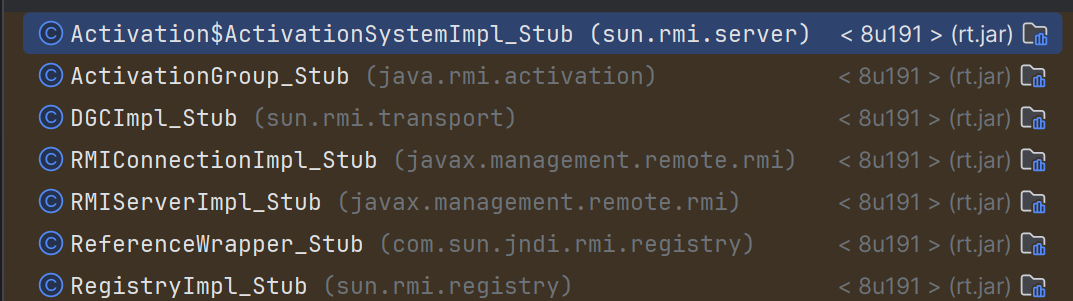 Activation$ActivationSystemImpl_Stub (sun.rmi.server) < 8u191 > (rt.jar)
ActivationGroup_Stub (java.rmi.activation) < 8u191 > (rt.jar)
DGCImpl_Stub (sun.rmi.transport) < 8u191 > (rt.jar)
RMIConnectionImpl_Stub (javax.management.remote.rmi) < 8u191 > (rt.jar)
RMIServerImpl_Stub (javax.management.remote.rmi) < 8u191 > (rt.jar)
ReferenceWrapper_Stub (com.sun.jndi.rmi.registry) < 8u191 > (rt.jar)
RegistryImpl_Stub (sun.rmi.registry) < 8u191 > (rt.jar)